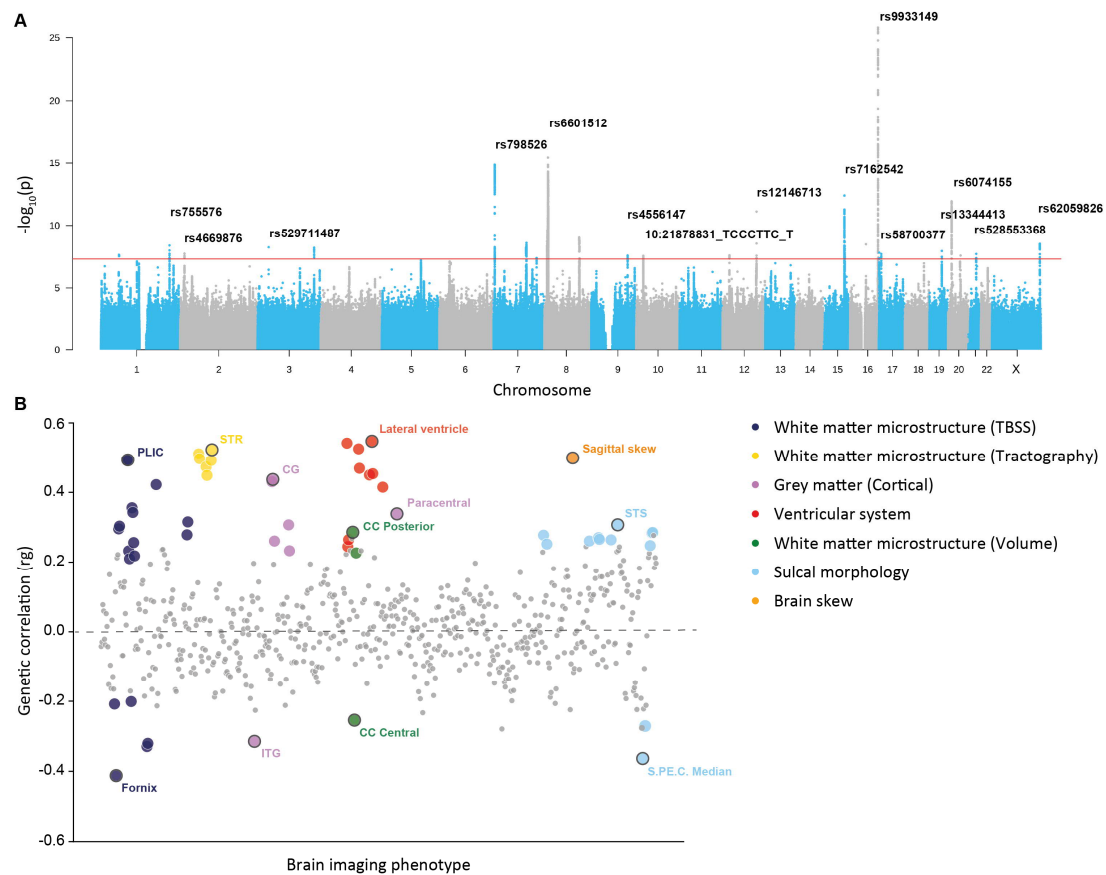 A
rs9933149
25
20
rs6601512
rs798526
15
rs7162542
rs12146713
rs6074155
rs755576
rs4556147
rs62059826
-log10(p)
10
rs13344413
rs529711487
rs4669876
10:21878831_TCCCTTC_T
rs58700377
rs528553368
5
0
1 2 3 4 5 6 7 8 9 10 11 12 13 14 15 16 17 18 19 20 22 X
Chromosome
B
0.6
Lateral ventricle
White matter microstructure (TBSS)
STR
PLIC
Sagittal skew
White matter microstructure (Tractography)
CG
Grey matter (Cortical)
0.4
Paracentral
Ventricular system
STS
CC Posterior
White matter microstructure (Volume)
0.2
Sulcal morphology
Brain skew
Genetic correlation (rg)
0.0
-0.2
CC Central
ITG
-0.4
S.PE.C. Median
Fornix
-0.6
Brain imaging phenotype